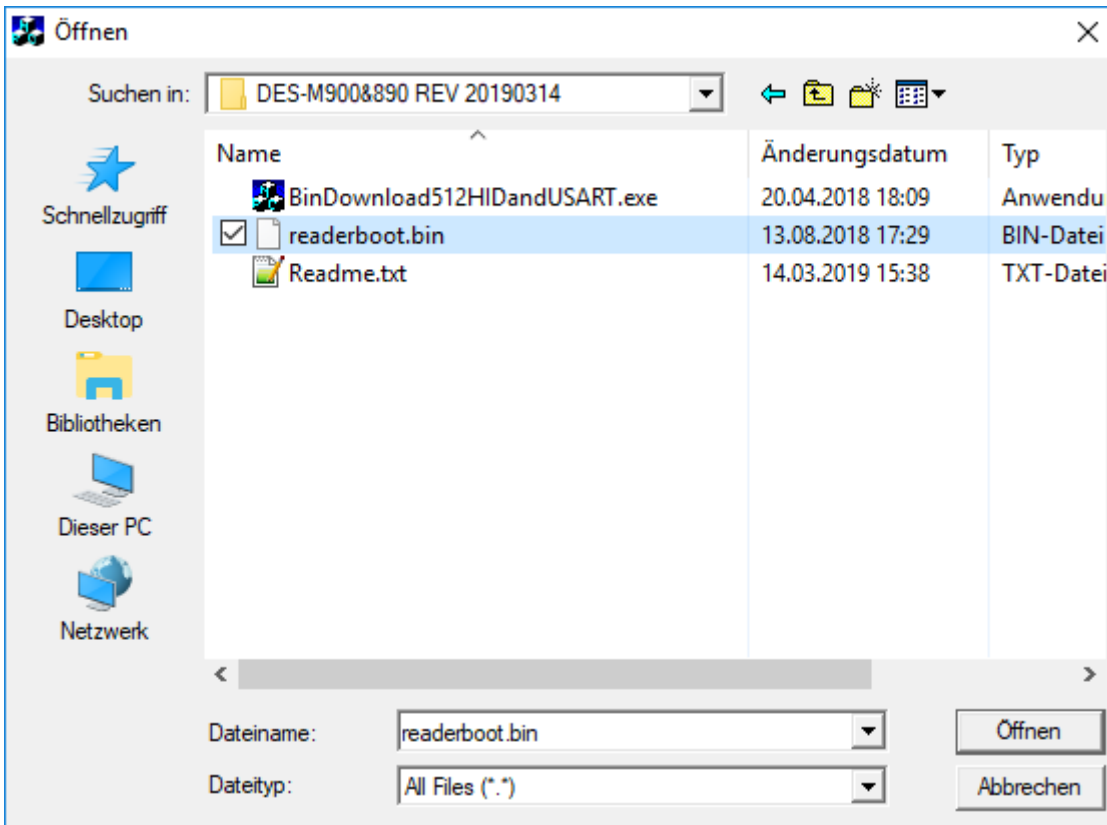 Öffnen
Suchen in: DES-M900&890 REV 20190314
Name Änderungsdatum Typ
BinDownload512HIDandUSART.exe 20.04.2018 18:09 Anwendu
readerboot.bin 13.08.2018 17:29 BIN-Datei
Readme.txt 14.03.2019 15:38 TXT-Datei
Schnellzugriff
Desktop
Bibliotheken
Dieser PC
Netzwerk
Dateiname: readerboot.bin Öffnen
Dateityp: All Files (*.*) Abbrechen